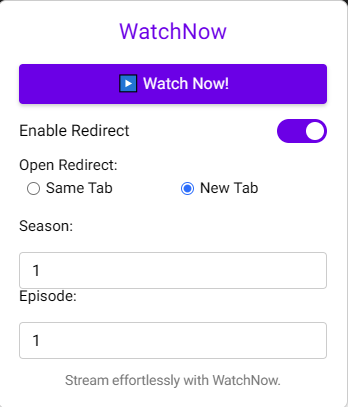 WatchNow
▶️ Watch Now!
Enable Redirect
Open Redirect:
Same Tab New Tab
Season:
1
Episode:
1
Stream effortlessly with WatchNow.